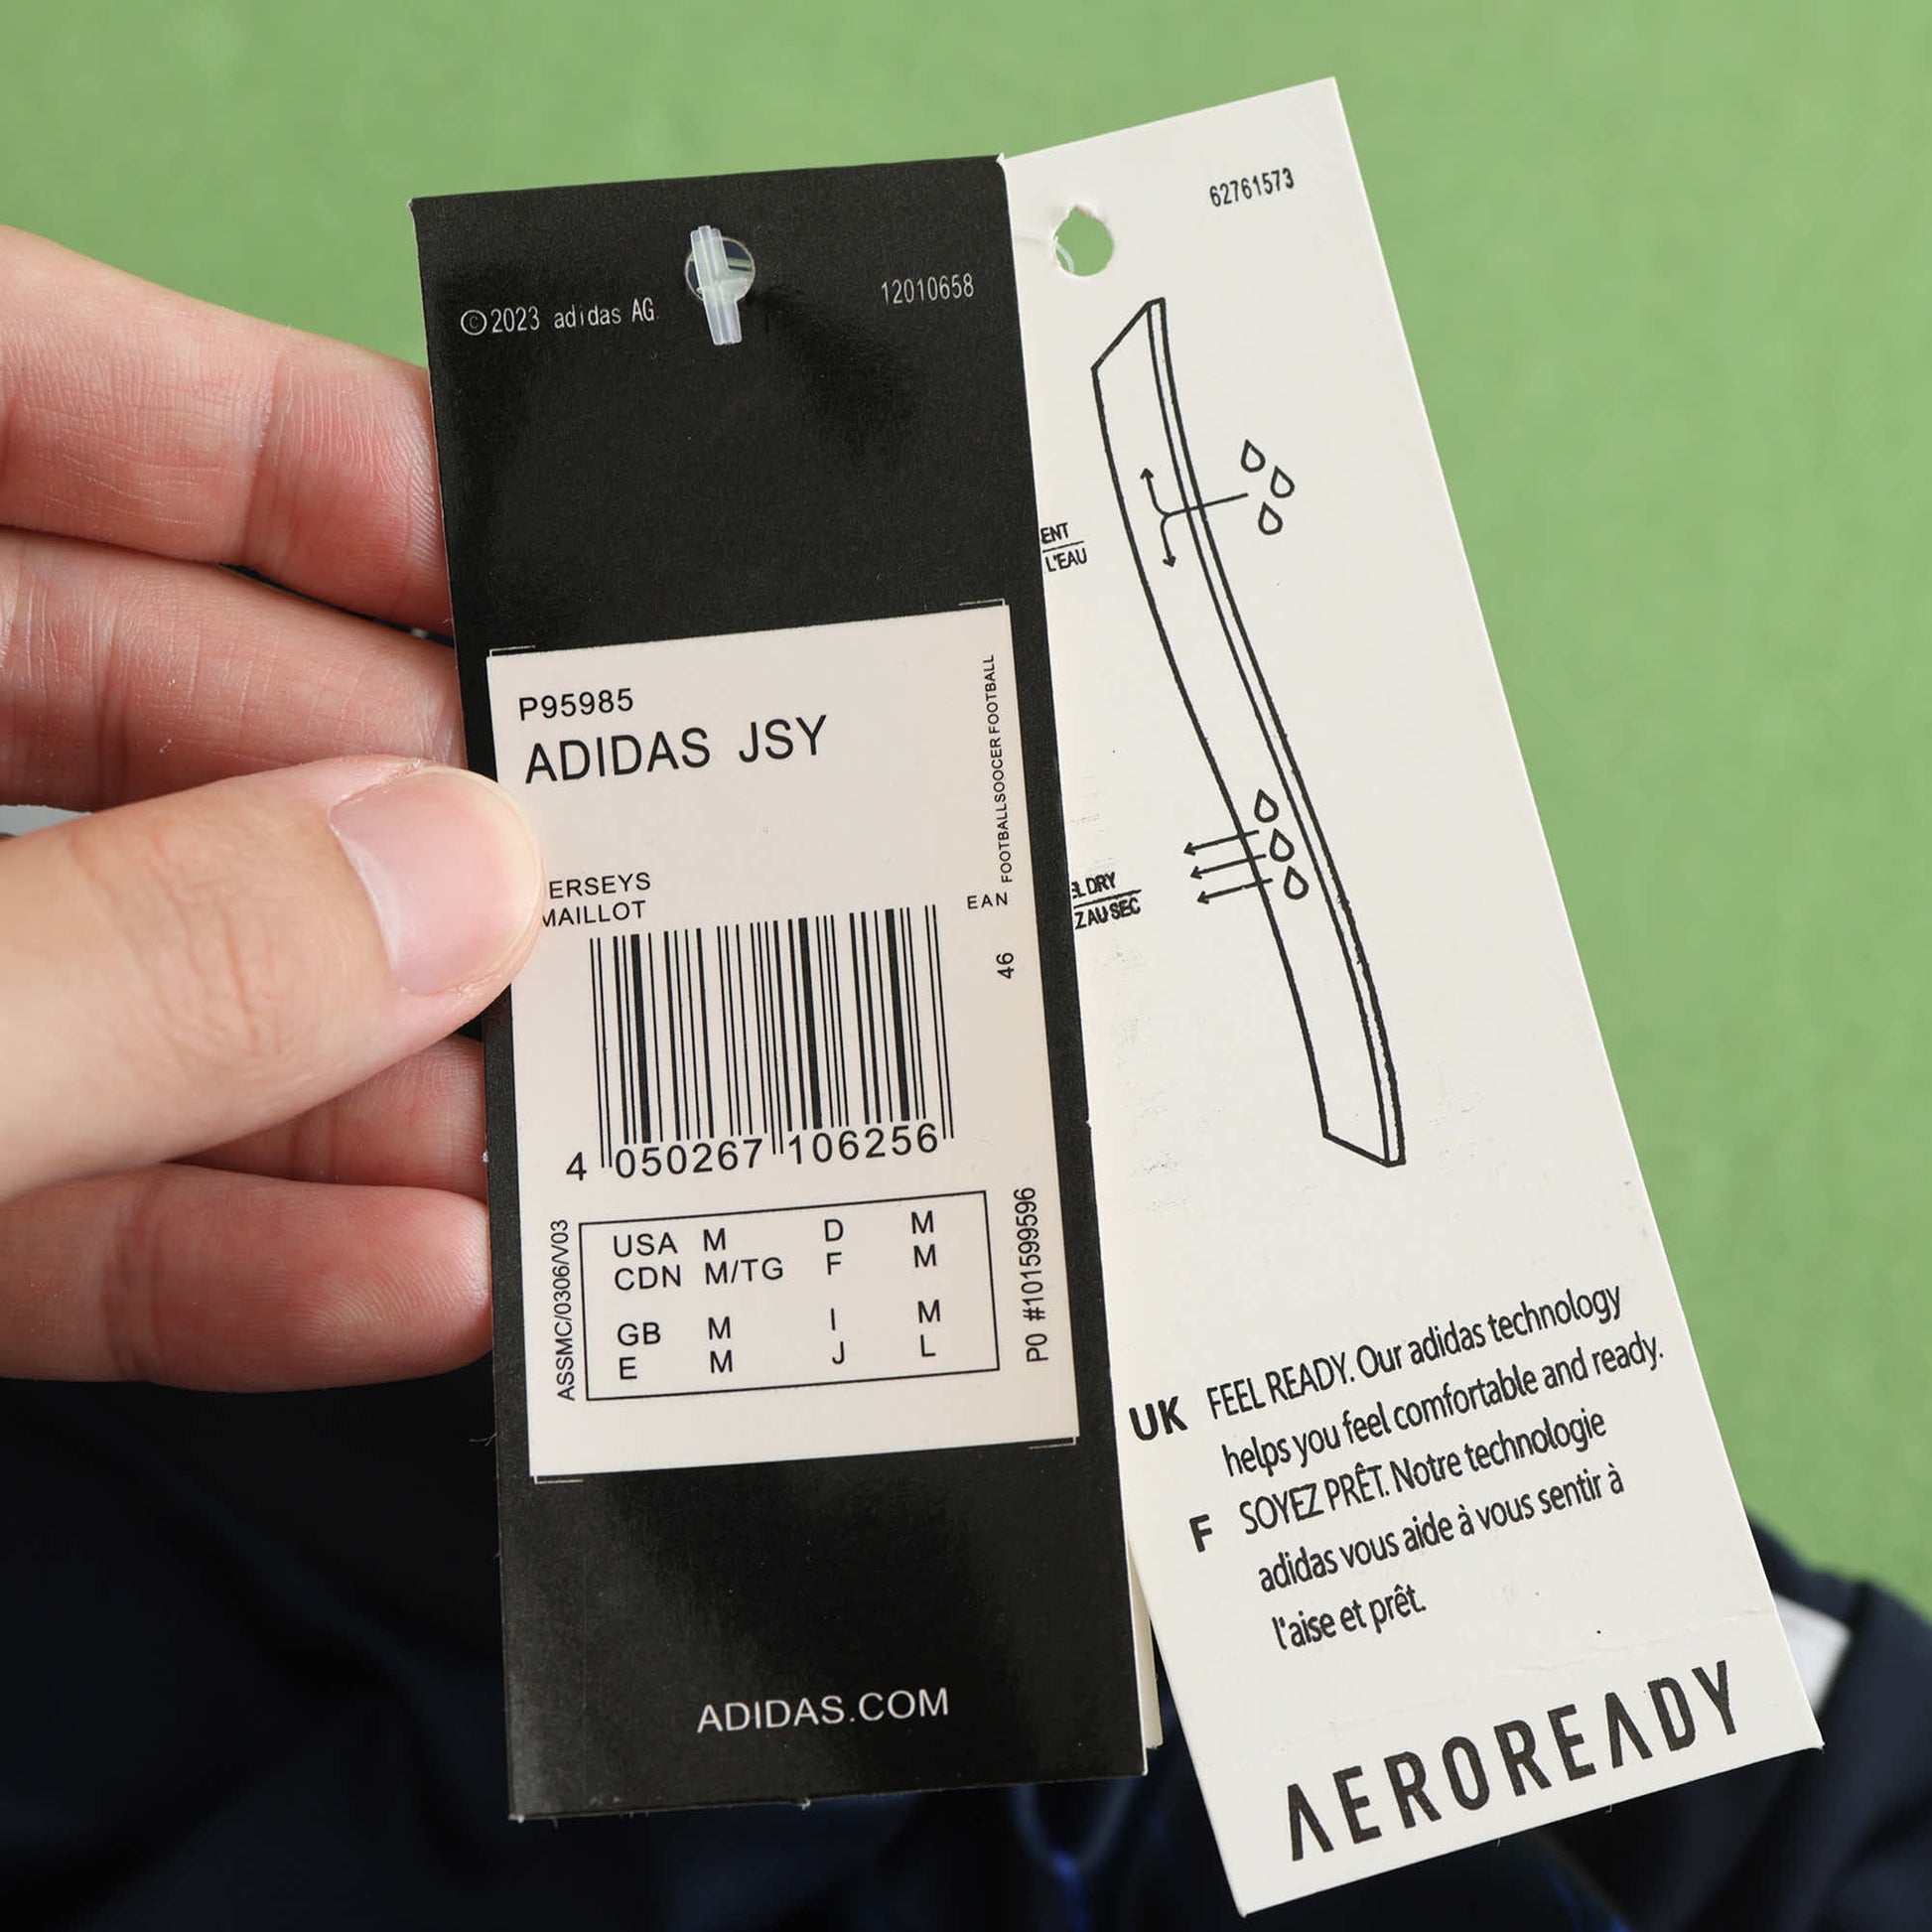 ©2023 adidas AG
12010658
P95985
ADIDAS JSY
FOOTBALLSOOCER FOOTBALL
ERSEYS
MAILLOT
EAN
46
4 050267 106256
ASSMC/0306/V03
USA M D M
CDN M/TG F M
GB M I M
E M J L
PO #101599596
ADIDAS.COM
62761573
ENT
L'EAU
EL DRY
Z AU SEC
UK FEEL READY. Our adidas technology
helps you feel comfortable and ready.
F SOYEZ PRÊT. Notre technologie
adidas vous aide à vous sentir à
l'aise et prêt.
AEROREADY